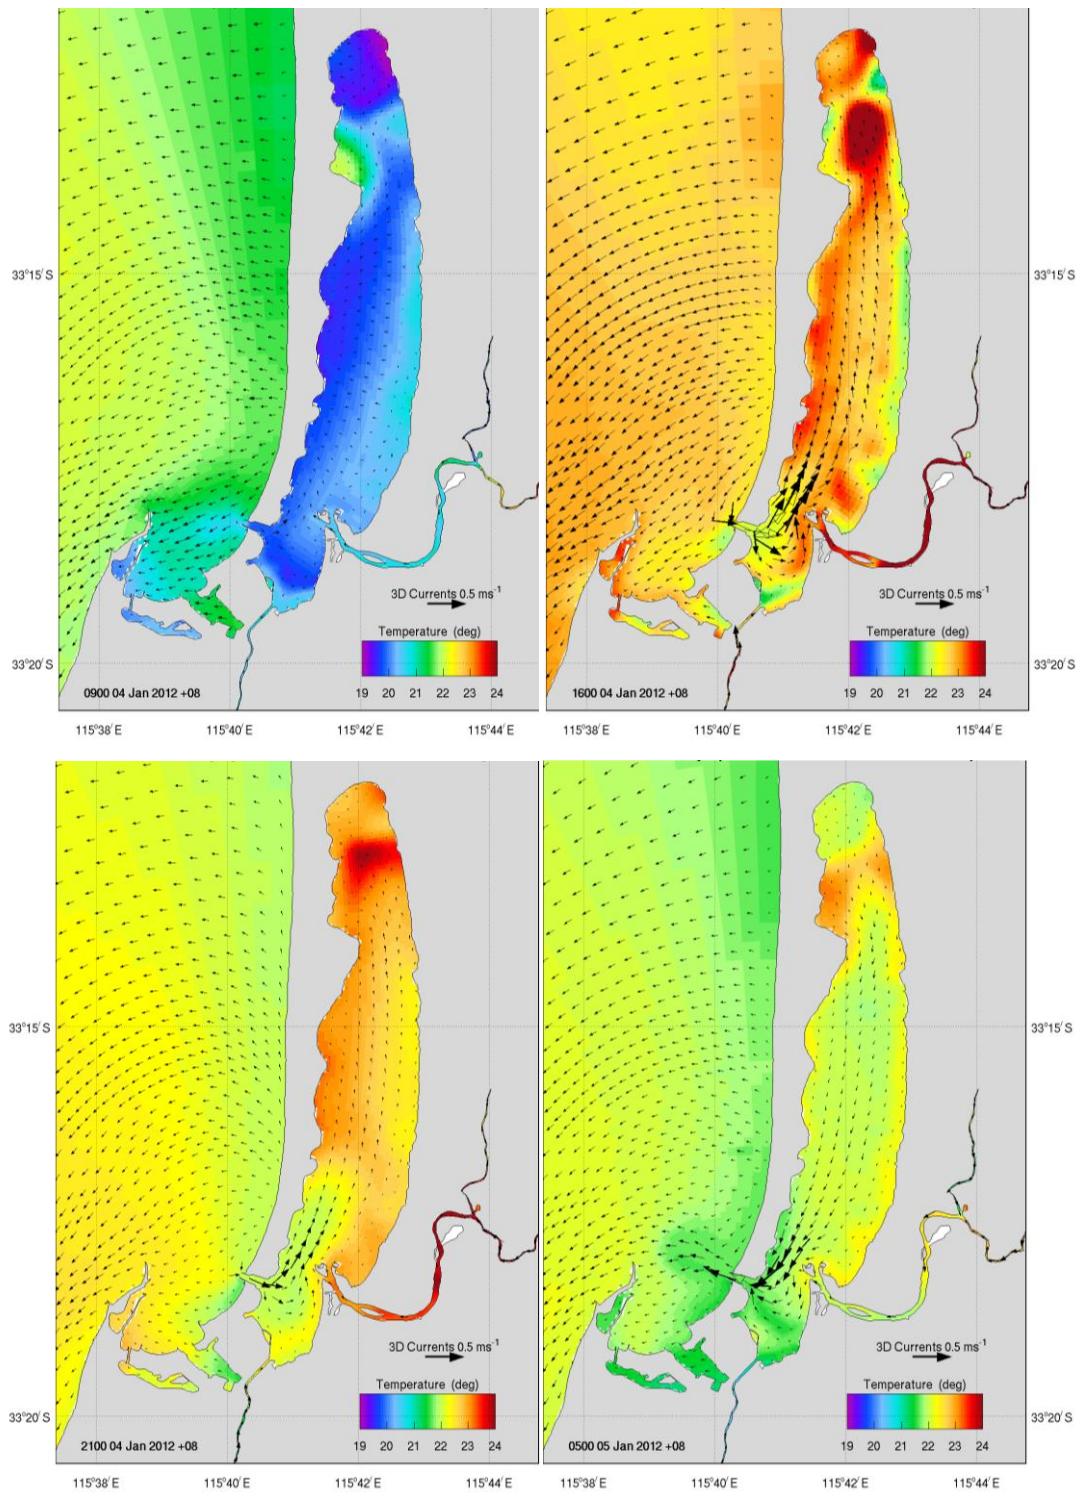 33°15′S
33°15′S
3D Currents 0.5 ms⁻¹
3D Currents 0.5 ms⁻¹
Temperature (deg)
Temperature (deg)
33°20′S
19 20 21 22 23 24
19 20 21 22 23 24
33°20′S
0900 04 Jan 2012 +08
1600 04 Jan 2012 +08
115°38′E 115°40′E 115°42′E 115°44′E
115°38′E 115°40′E 115°42′E 115°44′E
33°15′S
33°15′S
3D Currents 0.5 ms⁻¹
3D Currents 0.5 ms⁻¹
Temperature (deg)
Temperature (deg)
33°20′S
19 20 21 22 23 24
19 20 21 22 23 24
33°20′S
2100 04 Jan 2012 +08
0500 05 Jan 2012 +08
115°38′E 115°40′E 115°42′E 115°44′E
115°38′E 115°40′E 115°42′E 115°44′E